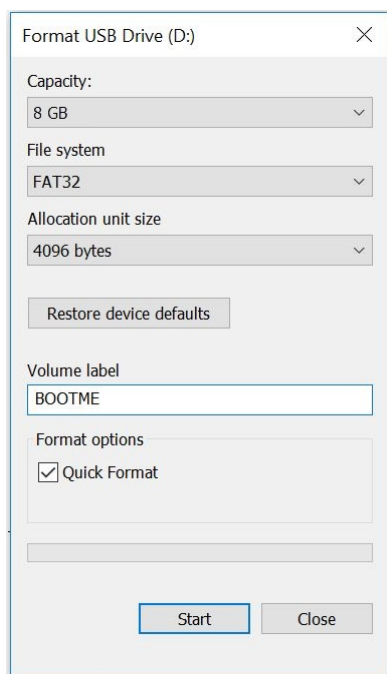 Format USB Drive (D:)
Capacity:
8 GB
File system
FAT32
Allocation unit size
4096 bytes
Restore device defaults
Volume label
BOOTME
Format options
Quick Format
Start
Close